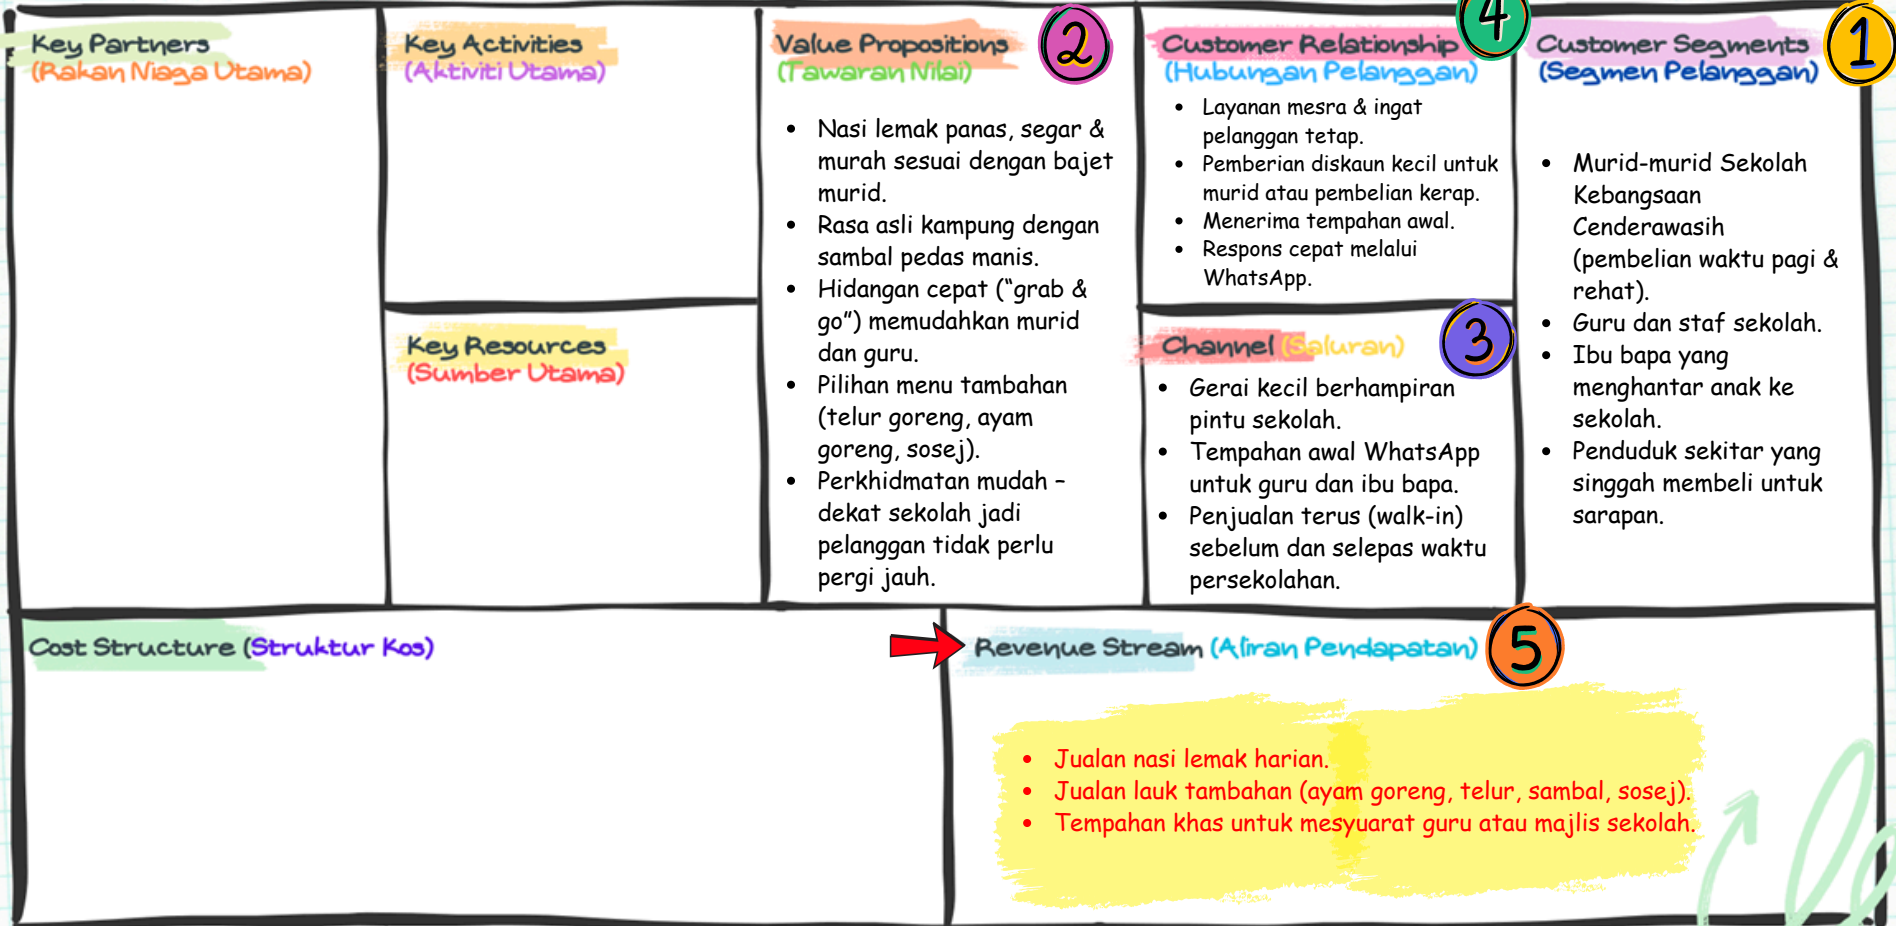 Key Partners
(Rakan Niaga Utama)
Key Activities
(Aktiviti Utama)
Key Resources
(Sumber Utama)
Value Propositions
(Tawaran Nilai)
2
• Nasi lemak panas, segar &
murah sesuai dengan bajet
murid.
• Rasa asli kampung dengan
sambal pedas manis.
• Hidangan cepat (“grab &
go”) memudahkan murid
dan guru.
• Pilihan menu tambahan
(telur goreng, ayam
goreng, sosej).
• Perkhidmatan mudah –
dekat sekolah jadi
pelanggan tidak perlu
pergi jauh.
Customer Relationship
(Hubungan Pelanggan)
4
• Layanan mesra & ingat
pelanggan tetap.
• Pemberian diskaun kecil untuk
murid atau pembelian kerap.
• Menerima tempahan awal.
• Respons cepat melalui
WhatsApp.
Channel (Saluran)
3
• Gerai kecil berhampiran
pintu sekolah.
• Tempahan awal WhatsApp
untuk guru dan ibu bapa.
• Penjualan terus (walk-in)
sebelum dan selepas waktu
persekolahan.
Customer Segments
(Segmen Pelanggan)
1
• Murid-murid Sekolah
Kebangsaan
Cenderawasih
(pembelian waktu pagi &
rehat).
• Guru dan staf sekolah.
• Ibu bapa yang
menghantar anak ke
sekolah.
• Penduduk sekitar yang
singgah membeli untuk
sarapan.
Cost Structure (Struktur Kos)
Revenue Stream (Aliran Pendapatan)
5
• Jualan nasi lemak harian.
• Jualan lauk tambahan (ayam goreng, telur, sambal, sosej).
• Tempahan khas untuk mesyuarat guru atau majlis sekolah.